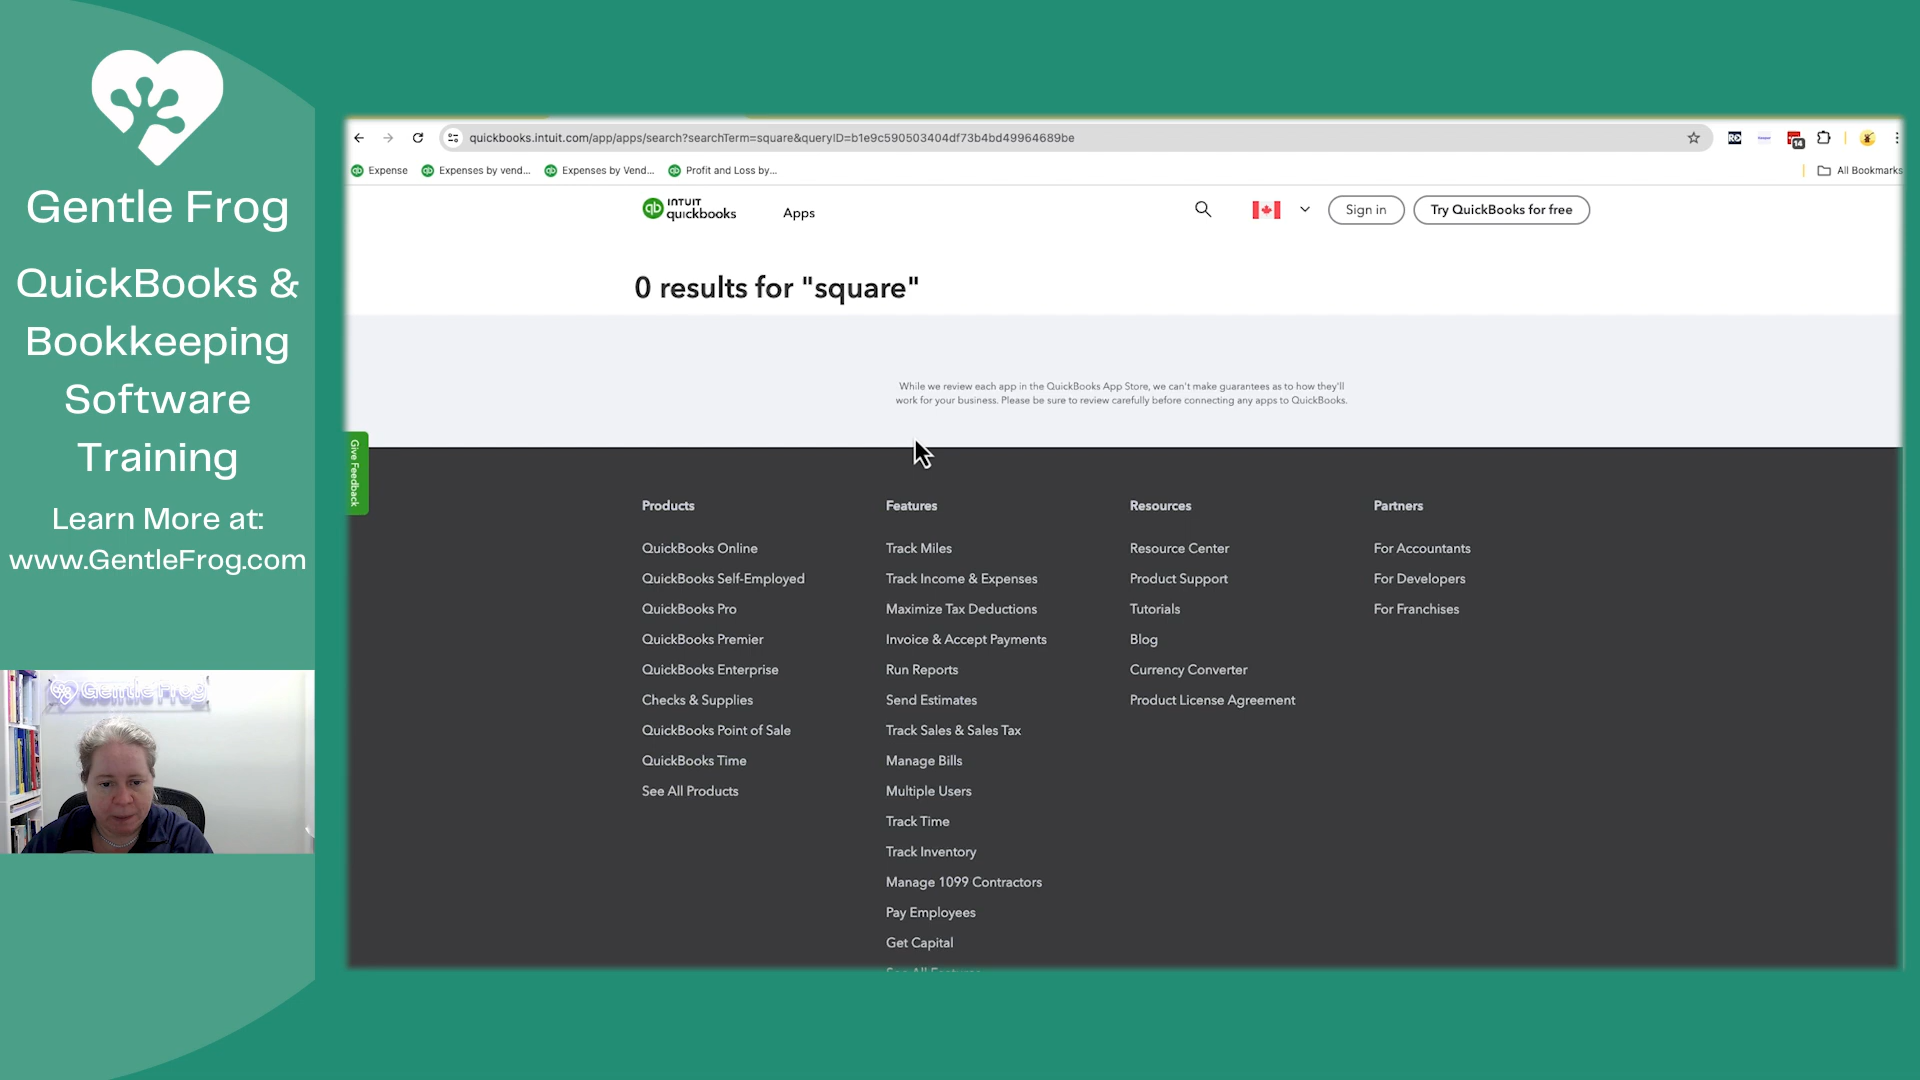 Gentle Frog
QuickBooks &
Bookkeeping
Software
Training
Learn More at:
www.GentleFrog.com
Gentle Frog
quickbooks.intuit.com/app/apps/search?searchTerm=square&queryID=b1e9c590503404df73b4bd49964689be
14
Expense
Expenses by vend...
Expenses by Vend...
Profit and Loss by...
All Bookmarks
qb INTUIT
quickbooks
Apps
Sign in
Try QuickBooks for free
0 results for "square"
While we review each app in the QuickBooks App Store, we can't make guarantees as to how they'll
work for your business. Please be sure to review carefully before connecting any apps to QuickBooks.
Give Feedback
Products
QuickBooks Online
QuickBooks Self-Employed
QuickBooks Pro
QuickBooks Premier
QuickBooks Enterprise
Checks & Supplies
QuickBooks Point of Sale
QuickBooks Time
See All Products
Features
Track Miles
Track Income & Expenses
Maximize Tax Deductions
Invoice & Accept Payments
Run Reports
Send Estimates
Track Sales & Sales Tax
Manage Bills
Multiple Users
Track Time
Track Inventory
Manage 1099 Contractors
Pay Employees
Get Capital
See All Features
Resources
Resource Center
Product Support
Tutorials
Blog
Currency Converter
Product License Agreement
Partners
For Accountants
For Developers
For Franchises